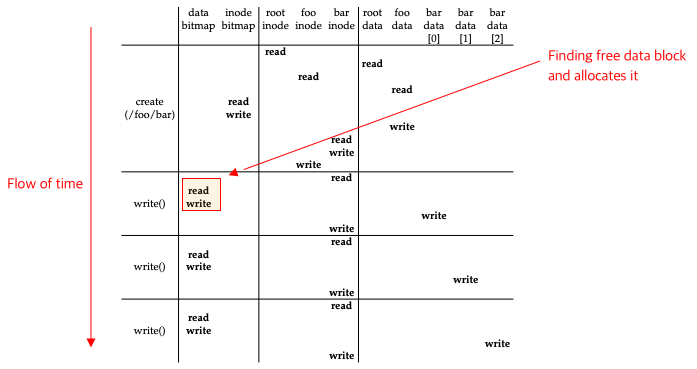 data inode root foo bar root foo bar bar bar
bitmap bitmap inode inode inode data data data data data
[0] [1] [2]
read
read
Finding free data block
and allocates it
read
read
create read
(/foo/bar) write
write
read
write
write
read
Flow of time
read
write() write
write
write
read
read
write() write
write
write
read
read
write() write
write
write